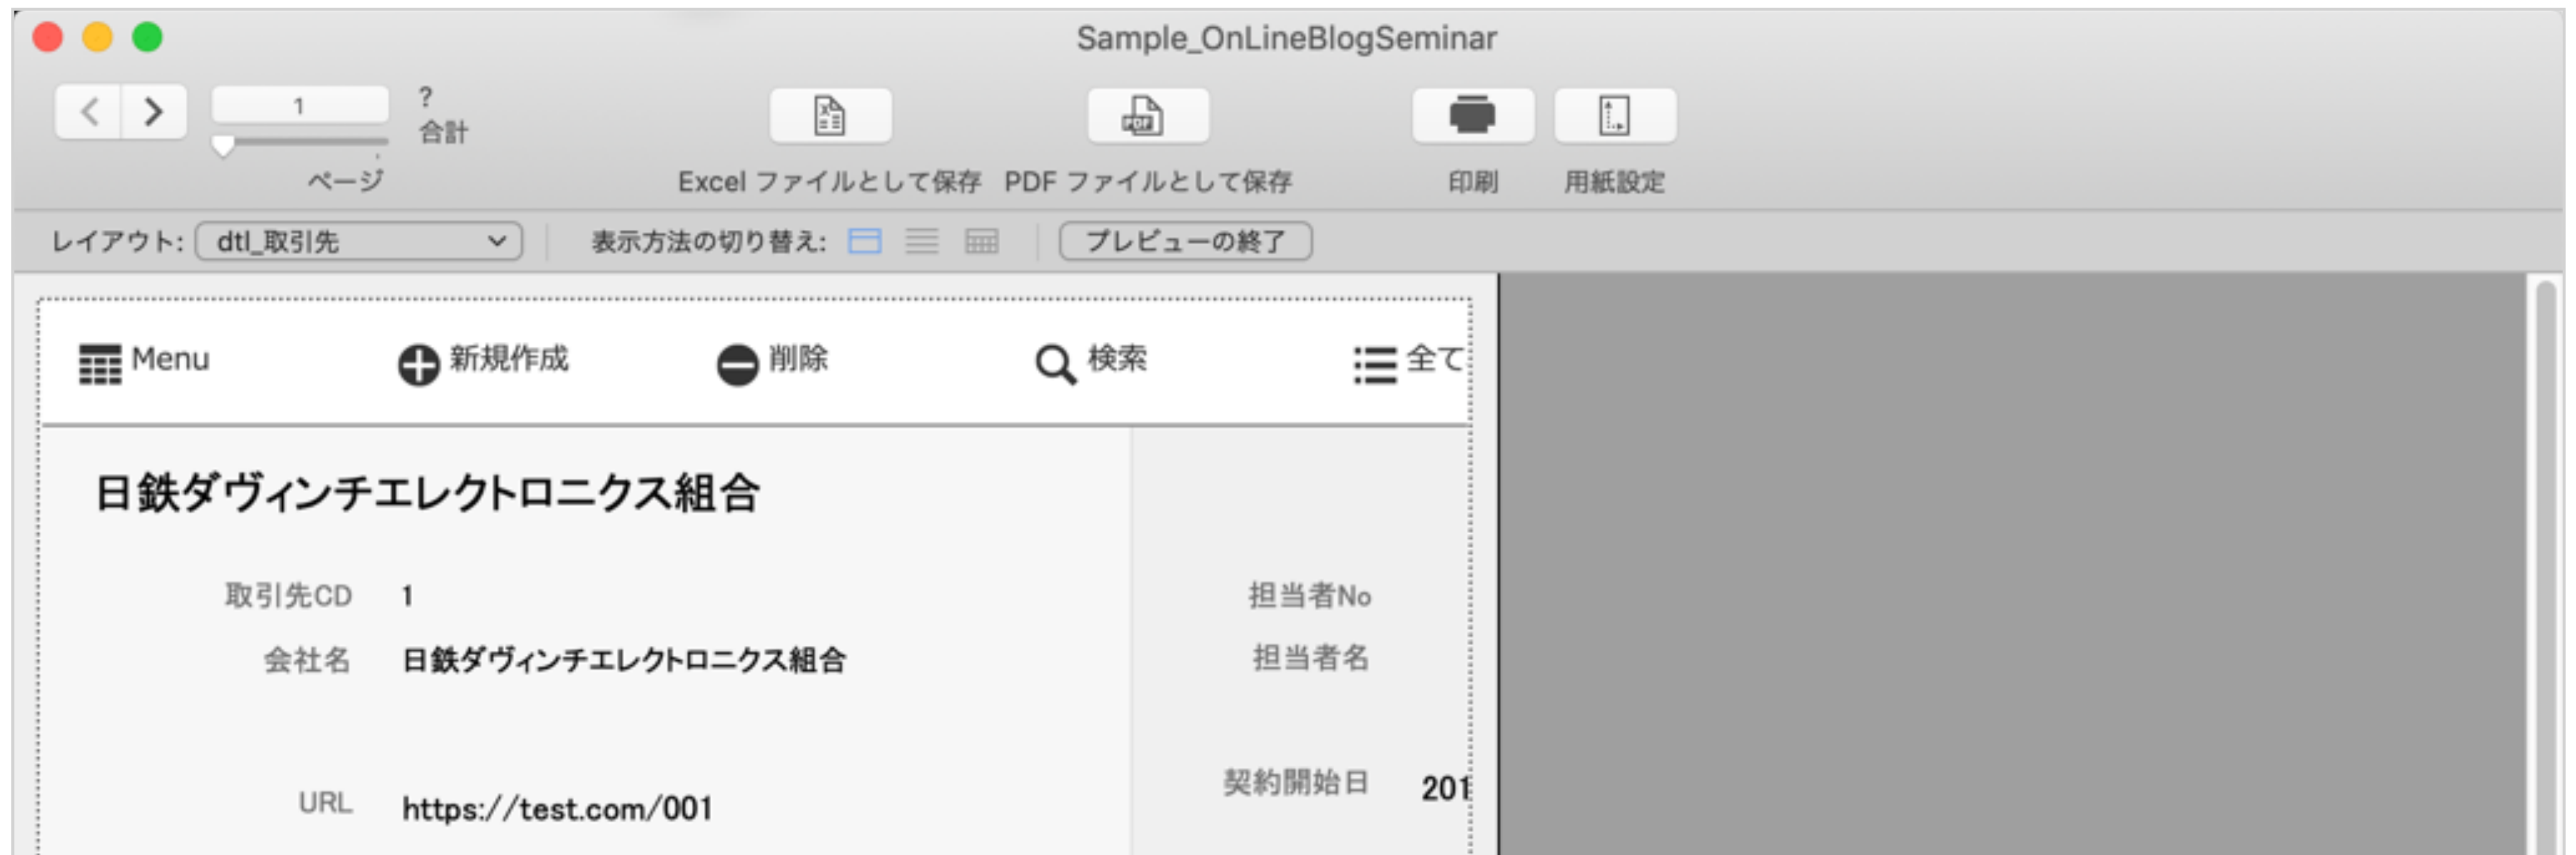 Sample_OnLineBlogSeminar
1
?
合計
ページ
Excel ファイルとして保存
PDF
PDF ファイルとして保存
印刷
用紙設定
レイアウト: dtl_取引先
表示方法の切り替え:
プレビューの終了
Menu
新規作成
削除
検索
全て
日鉄ダヴィンチエレクトロニクス組合
取引先CD 1
担当者No
会社名 日鉄ダヴィンチエレクトロニクス組合
担当者名
契約開始日 201
URL https://test.com/001